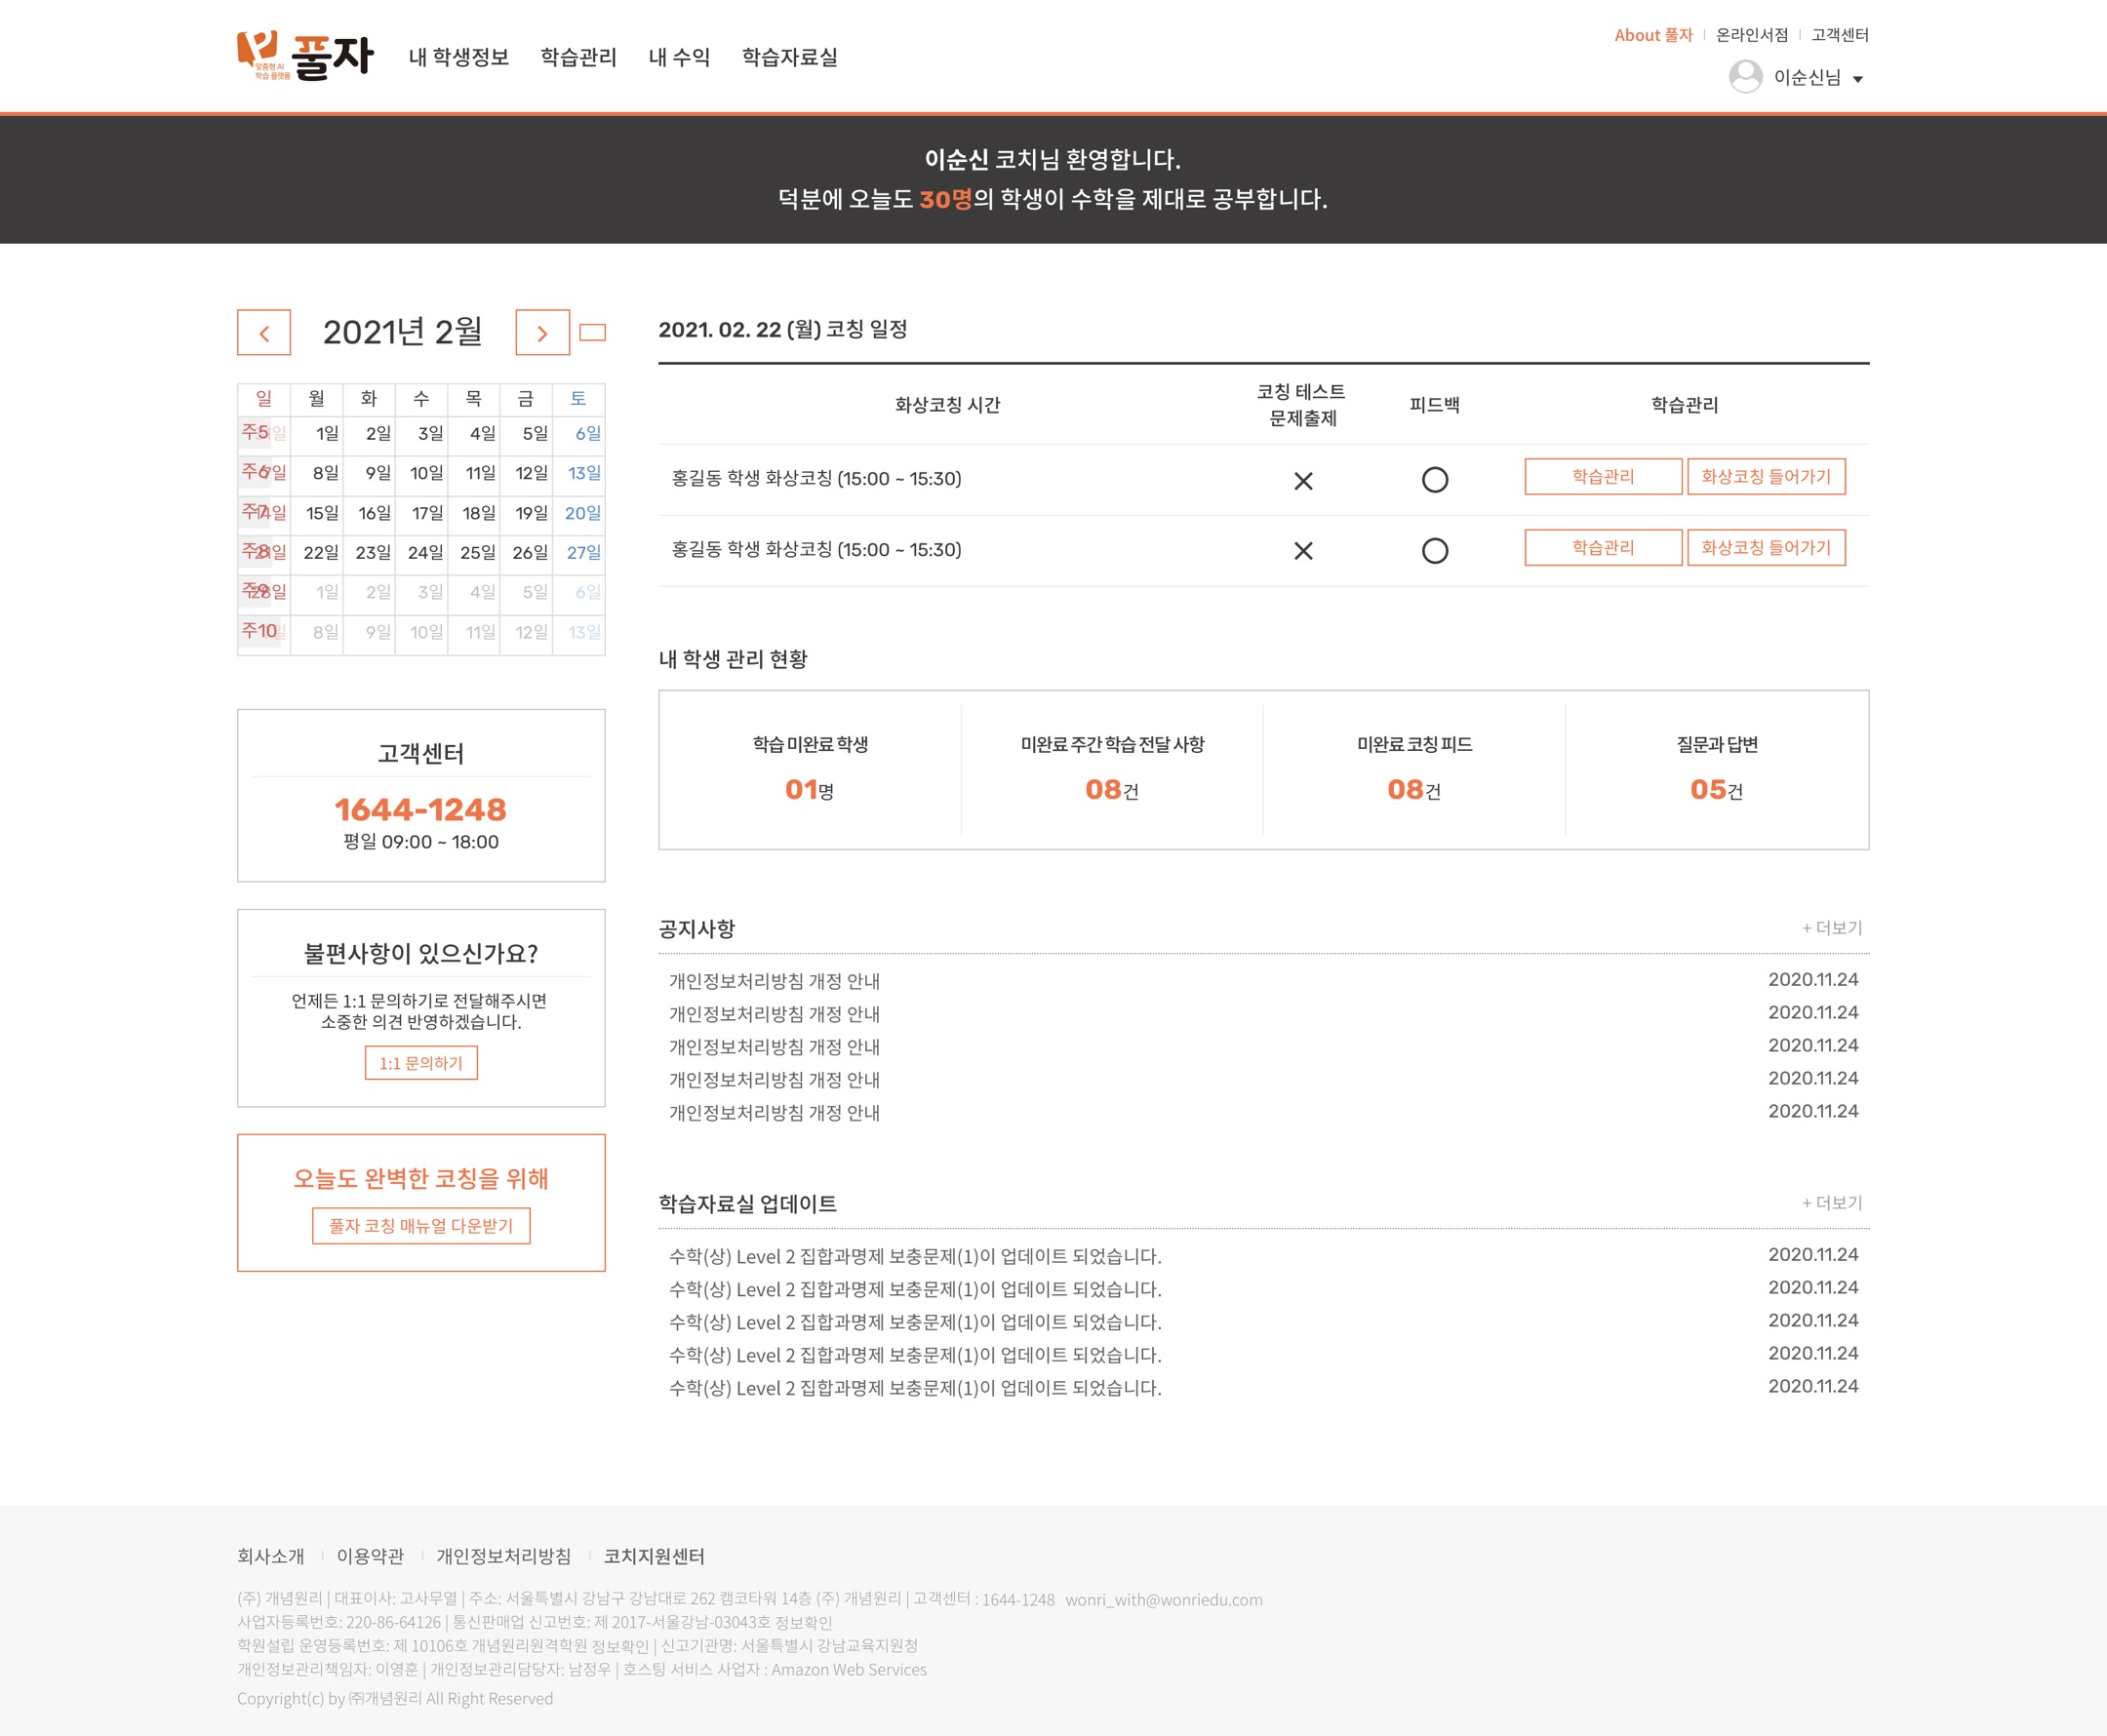 맞춤형 AI
학습 플랫폼
풀자
내 학생정보 학습관리 내 수익 학습자료실
About 풀자 온라인서점 고객센터
이순신님
이순신 코치님 환영합니다.
덕분에 오늘도 30명의 학생이 수학을 제대로 공부합니다.
2021년 2월
일 월 화 수 목 금 토
주5 1일 2일 3일 4일 5일 6일
주6 7일 8일 9일 10일 11일 12일 13일
주7 14일 15일 16일 17일 18일 19일 20일
주8 21일 22일 23일 24일 25일 26일 27일
주9 28일 1일 2일 3일 4일 5일 6일
주10 8일 9일 10일 11일 12일 13일
고객센터
1644-1248
평일 09:00 ~ 18:00
불편사항이 있으신가요?
언제든 1:1 문의하기로 전달해주시면
소중한 의견 반영하겠습니다.
1:1 문의하기
오늘도 완벽한 코칭을 위해
풀자 코칭 매뉴얼 다운받기
2021. 02. 22 (월) 코칭 일정
화상코칭 시간
코칭 테스트
문제출제
피드백
학습관리
홍길동 학생 화상코칭 (15:00 ~ 15:30) 학습관리 화상코칭 들어가기
홍길동 학생 화상코칭 (15:00 ~ 15:30) 학습관리 화상코칭 들어가기
내 학생 관리 현황
학습 미완료 학생 미완료 주간 학습 전달 사항 미완료 코칭 피드 질문과 답변
01명 08건 08건 05건
공지사항 + 더보기
개인정보처리방침 개정 안내 2020.11.24
개인정보처리방침 개정 안내 2020.11.24
개인정보처리방침 개정 안내 2020.11.24
개인정보처리방침 개정 안내 2020.11.24
개인정보처리방침 개정 안내 2020.11.24
학습자료실 업데이트 + 더보기
수학(상) Level 2 집합과명제 보충문제(1)이 업데이트 되었습니다. 2020.11.24
수학(상) Level 2 집합과명제 보충문제(1)이 업데이트 되었습니다. 2020.11.24
수학(상) Level 2 집합과명제 보충문제(1)이 업데이트 되었습니다. 2020.11.24
수학(상) Level 2 집합과명제 보충문제(1)이 업데이트 되었습니다. 2020.11.24
수학(상) Level 2 집합과명제 보충문제(1)이 업데이트 되었습니다. 2020.11.24
회사소개 이용약관 개인정보처리방침 코치지원센터
(주) 개념원리 | 대표이사: 고사무열 | 주소: 서울특별시 강남구 강남대로 262 캠코타워 14층 (주) 개념원리 | 고객센터 : 1644-1248 wonri_with@wonriedu.com
사업자등록번호: 220-86-64126 | 통신판매업 신고번호: 제 2017-서울강남-03043호 정보확인
학원설립 운영등록번호: 제 10106호 개념원리원격학원 정보확인 | 신고기관명: 서울특별시 강남교육지원청
개인정보관리책임자: 이영훈 | 개인정보관리담당자: 남정우 | 호스팅 서비스 사업자 : Amazon Web Services
Copyright(c) by ㈜개념원리 All Right Reserved